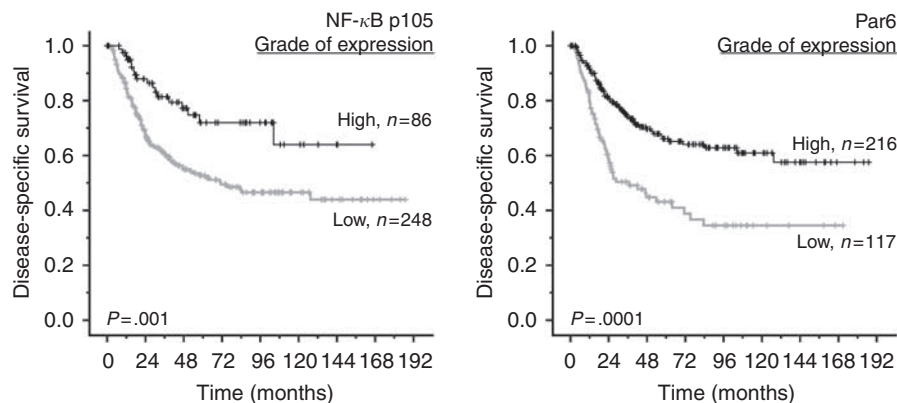 NF-κB p105
Grade of expression
Disease-specific survival
1.0
0.8
0.6
0.4
0.2
0.0
High, n=86
Low, n=248
P=.001
0 24 48 72 96 120 144 168 192
Time (months)
Par6
Grade of expression
Disease-specific survival
1.0
0.8
0.6
0.4
0.2
0.0
High, n=216
Low, n=117
P=.0001
0 24 48 72 96 120 144 168 192
Time (months)